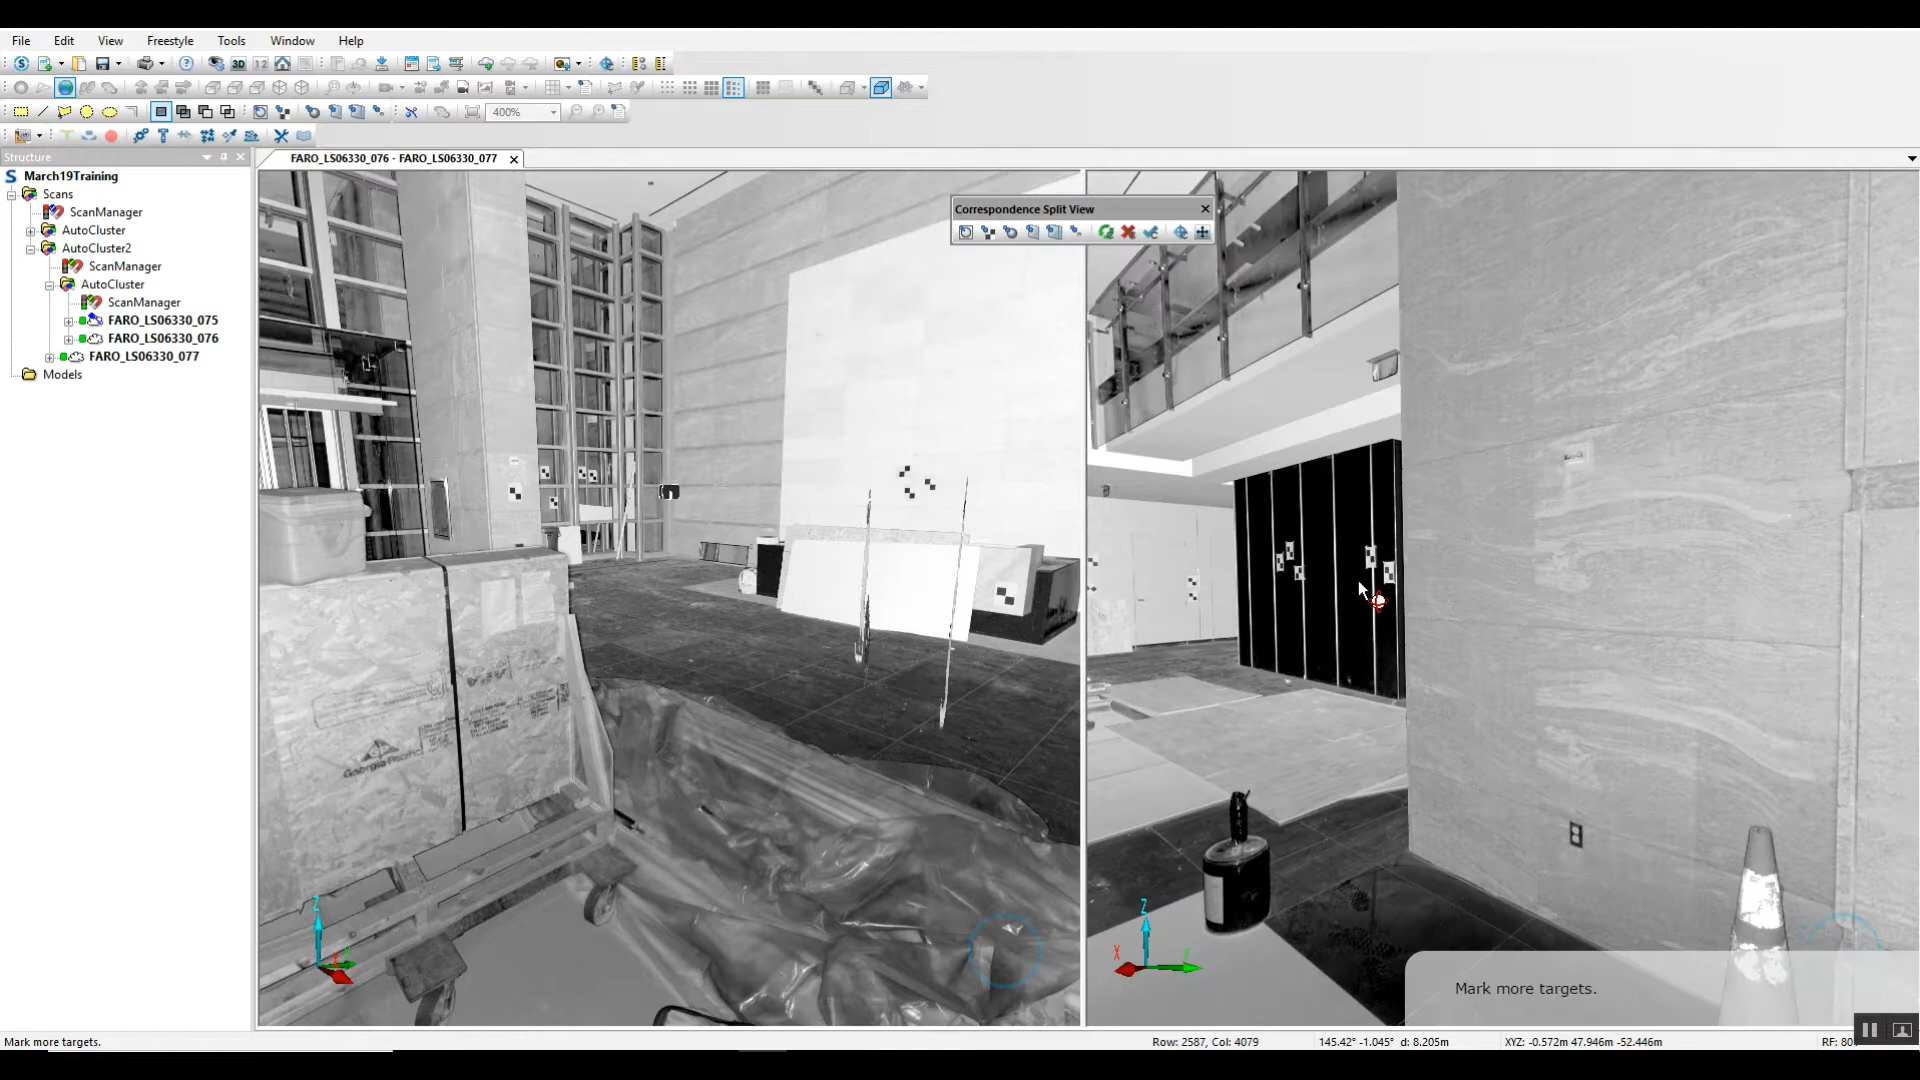 File Edit View Freestyle Tools Window Help
3D
400%
Structure
FARO_LS06330_076 - FARO_LS06330_077
March19Training
Scans
ScanManager
AutoCluster
AutoCluster2
ScanManager
AutoCluster
ScanManager
FARO_LS06330_075
FARO_LS06330_076
FARO_LS06330_077
Models
Correspondence Split View
Z
X
Y
Z
X
Y
Mark more targets.
Mark more targets.
Row: 2587, Col: 4079
145.42° -1.045° d: 8.205m
XYZ: -0.572m 47.946m -52.446m
RF: